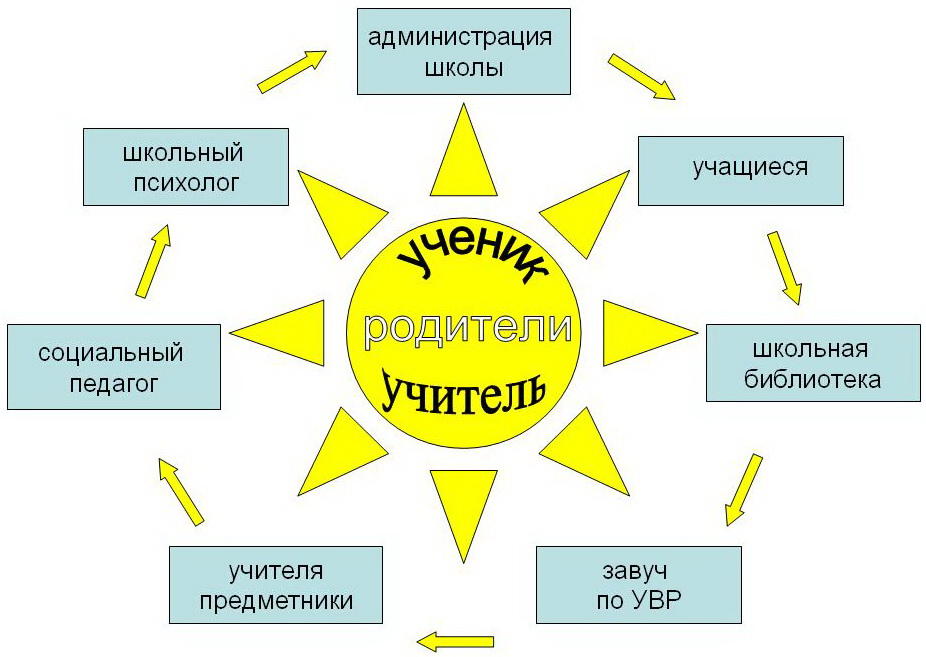 администрация
школы
школьный
психолог
учащиеся
ученик
родители
учитель
социальный
педагог
школьная
библиотека
учителя
предметники
завуч
по УВР